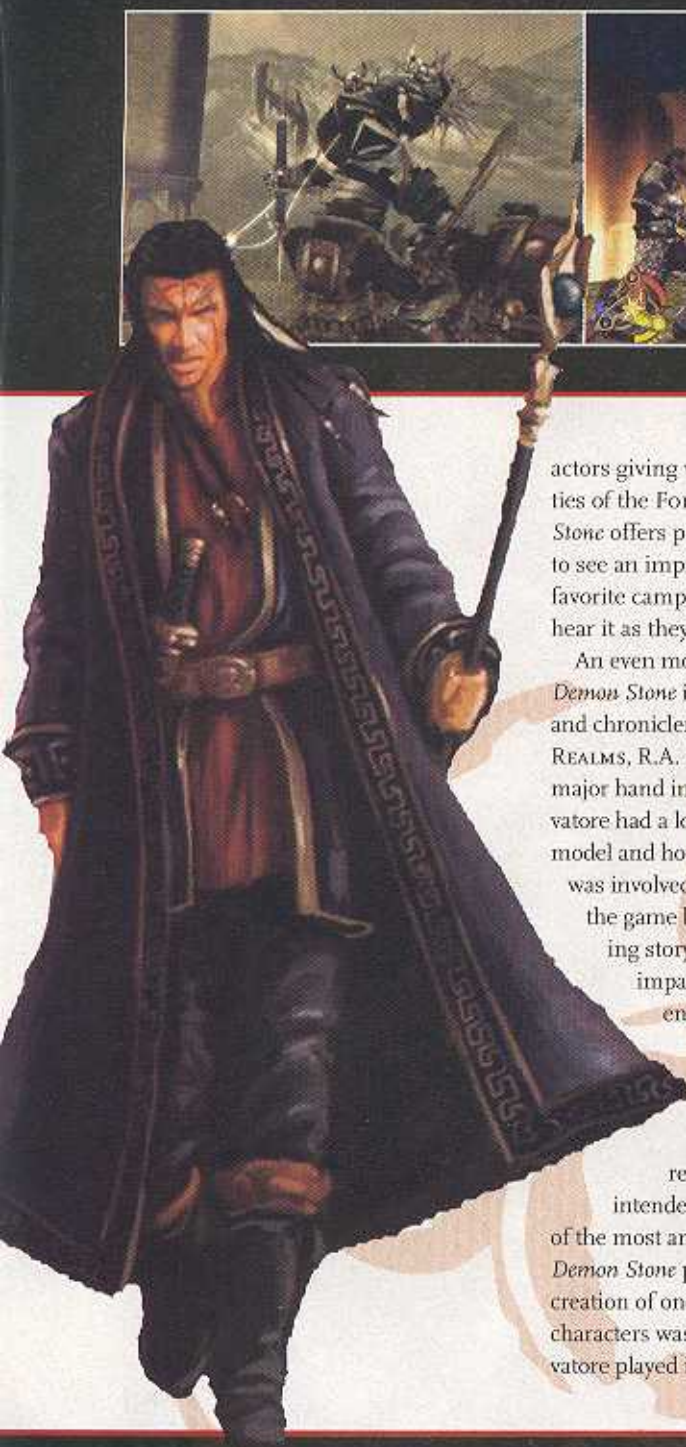 actors giving
ties of the For
Stone offers p
to see an imp
favorite camp
hear it as they
An even mo
Demon Stone i
and chronicle
REALMS, R.A.
major hand in
vatore had a lo
model and ho
was involved
the game
ing story
impa
en
re
intende
of the most an
Demon Stone p
creation of on
characters was
vatore played